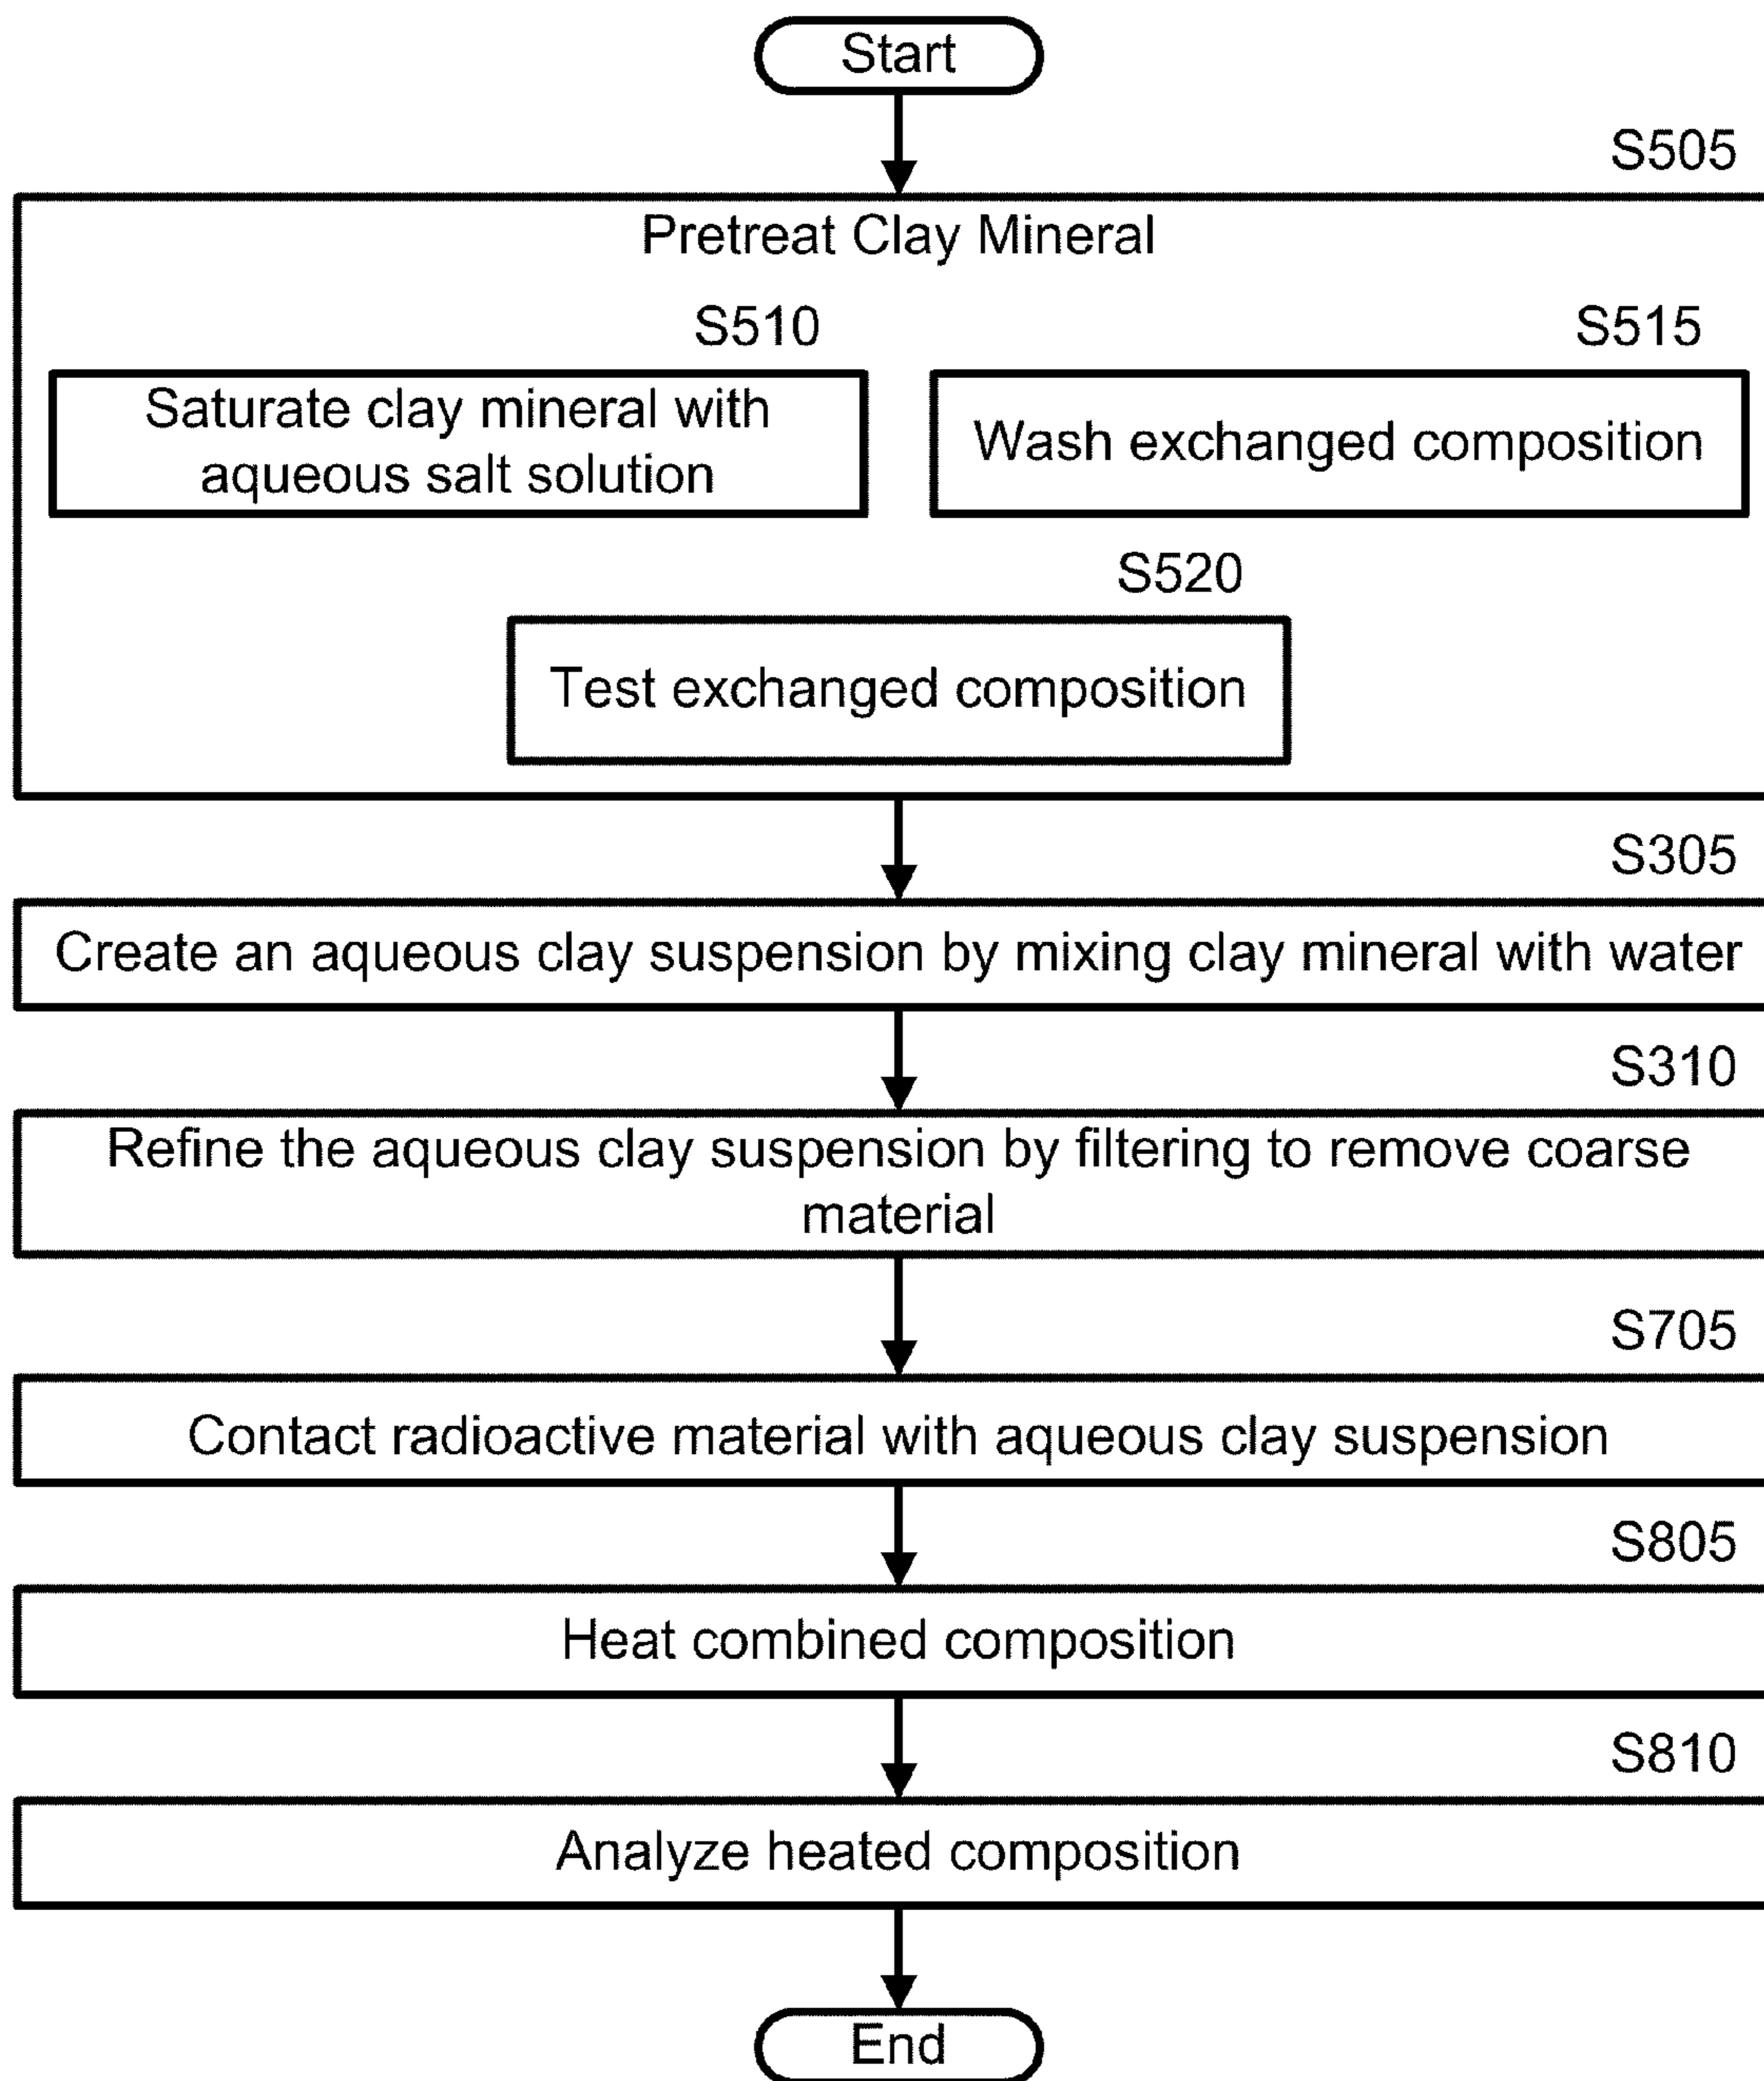 Start
S505
Pretreat Clay Mineral
S510
Saturate clay mineral with
aqueous salt solution
S515
Wash exchanged composition
S520
Test exchanged composition
S305
Create an aqueous clay suspension by mixing clay mineral with water
S310
Refine the aqueous clay suspension by filtering to remove coarse
material
S705
Contact radioactive material with aqueous clay suspension
S805
Heat combined composition
S810
Analyze heated composition
End